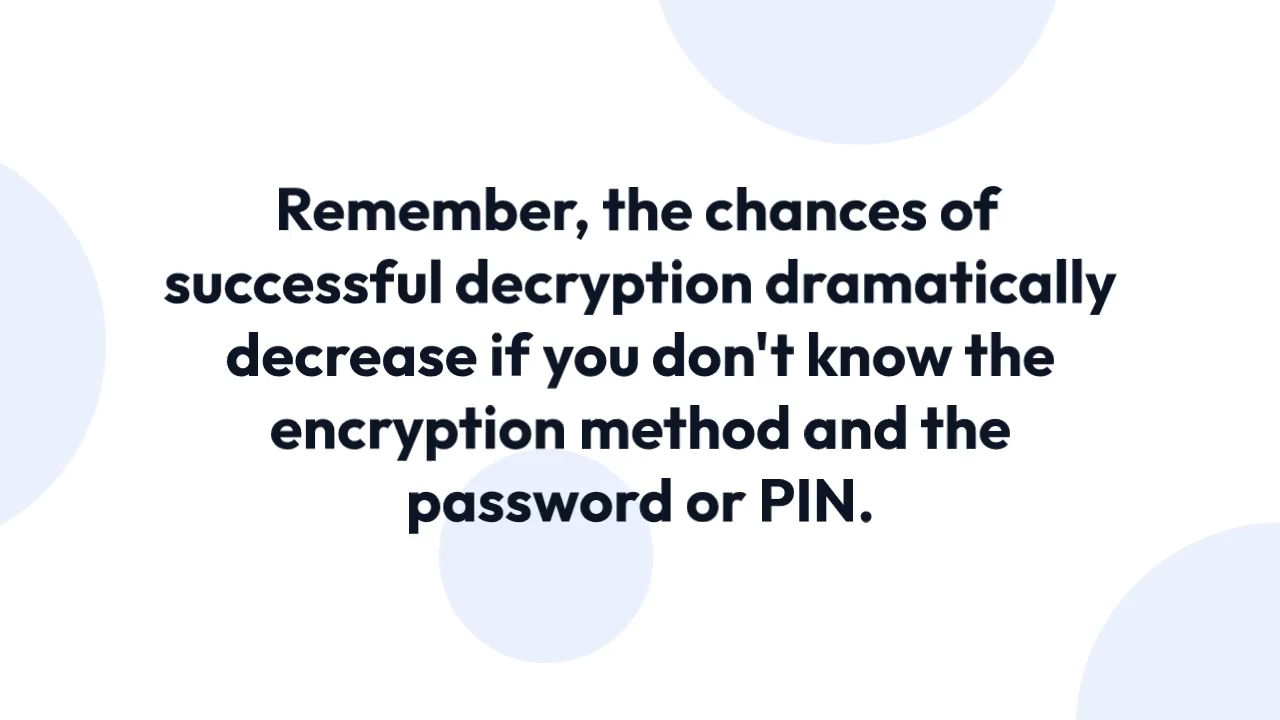 Remember, the chances of
successful decryption dramatically
decrease if you don't know the
encryption method and the
password or PIN.